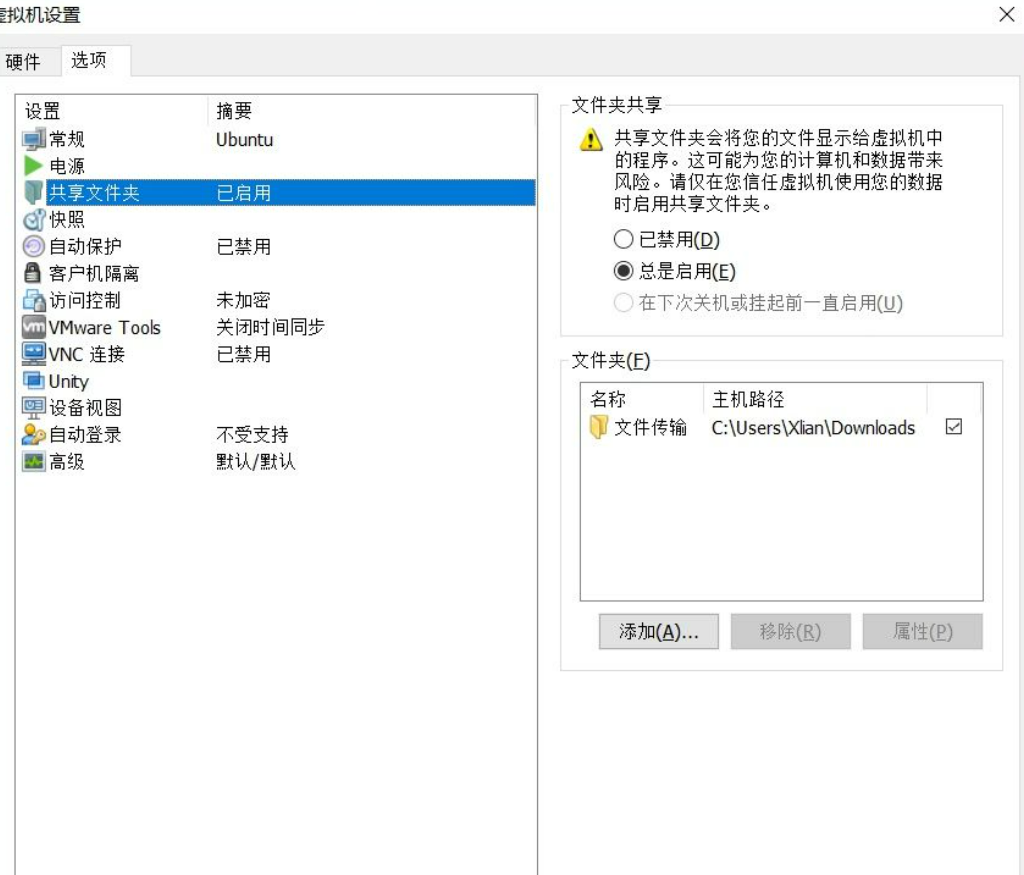 虚拟机设置
硬件
选项
设置 摘要
常规 Ubuntu
电源
共享文件夹 已启用
快照
自动保护 已禁用
客户机隔离
访问控制 未加密
vm VMware Tools 关闭时间同步
VNC 连接 已禁用
Unity
设备视图
自动登录 不受支持
高级 默认/默认
文件夹共享
共享文件夹会将您的文件显示给虚拟机中
的程序。这可能为您的计算机和数据带来
风险。请仅在您信任虚拟机使用您的数据
时启用共享文件夹。
已禁用(D)
总是启用(E)
在下次关机或挂起前一直启用(U)
文件夹(F)
名称 主机路径
文件传输 C:\Users\Xlian\Downloads
添加(A)... 移除(R) 属性(P)